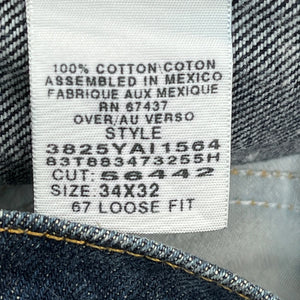 100% COTTON\COTON
ASSEMBLED IN MEXICO
FABRIQUE AUX MEXIQUE
RN 67437
OVER/AU VERSO
STYLE
3825YAI1564
83T883473255H
CUT: 56442
SIZE: 34X32
67 LOOSE FIT